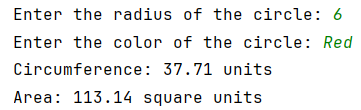 Enter the radius of the circle: 6
Enter the color of the circle: Red
Circumference: 37.71 units
Area: 113.14 square units